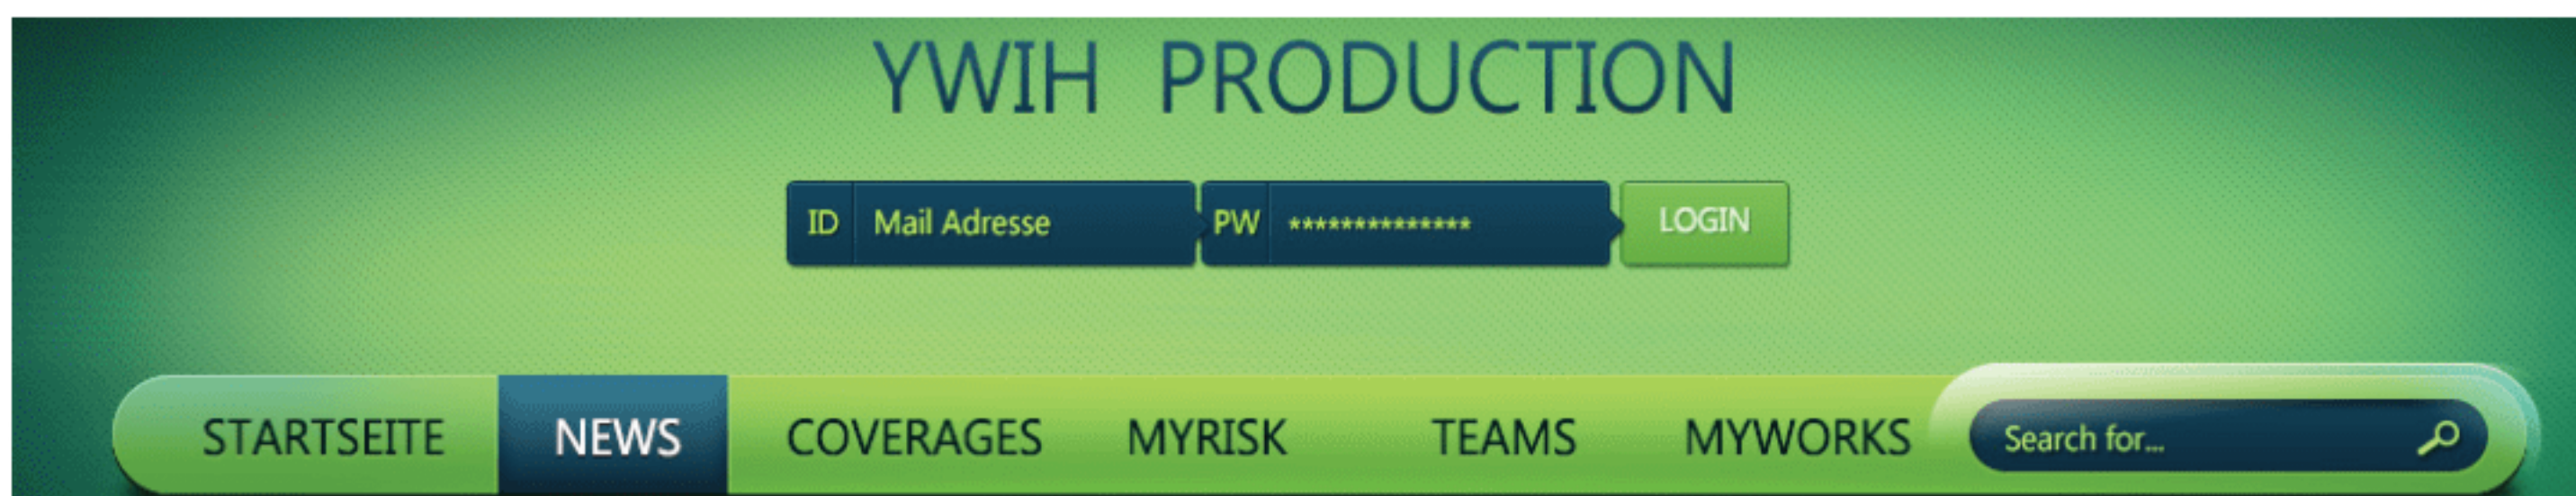 YWIH PRODUCTION
ID Mail Adresse PW ************** LOGIN
STARTSEITE NEWS COVERAGES MYRISK TEAMS MYWORKS Search for...